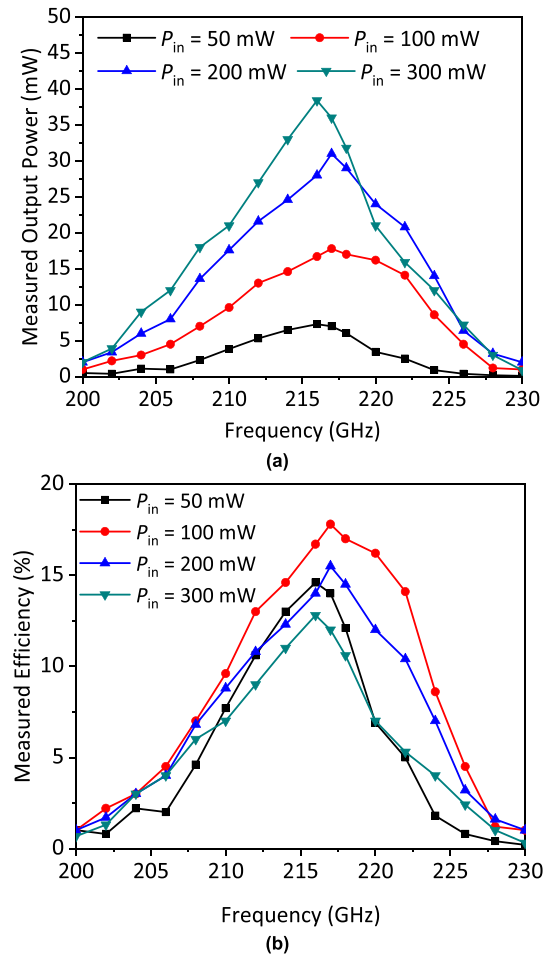 P_in = 50 mW
P_in = 100 mW
P_in = 200 mW
P_in = 300 mW
Measured Output Power (mW)
50
45
40
35
30
25
20
15
10
5
0
200 205 210 215 220 225 230
Frequency (GHz)
(a)
P_in = 50 mW
P_in = 100 mW
P_in = 200 mW
P_in = 300 mW
Measured Efficiency (%)
20
15
10
5
0
200 205 210 215 220 225 230
Frequency (GHz)
(b)